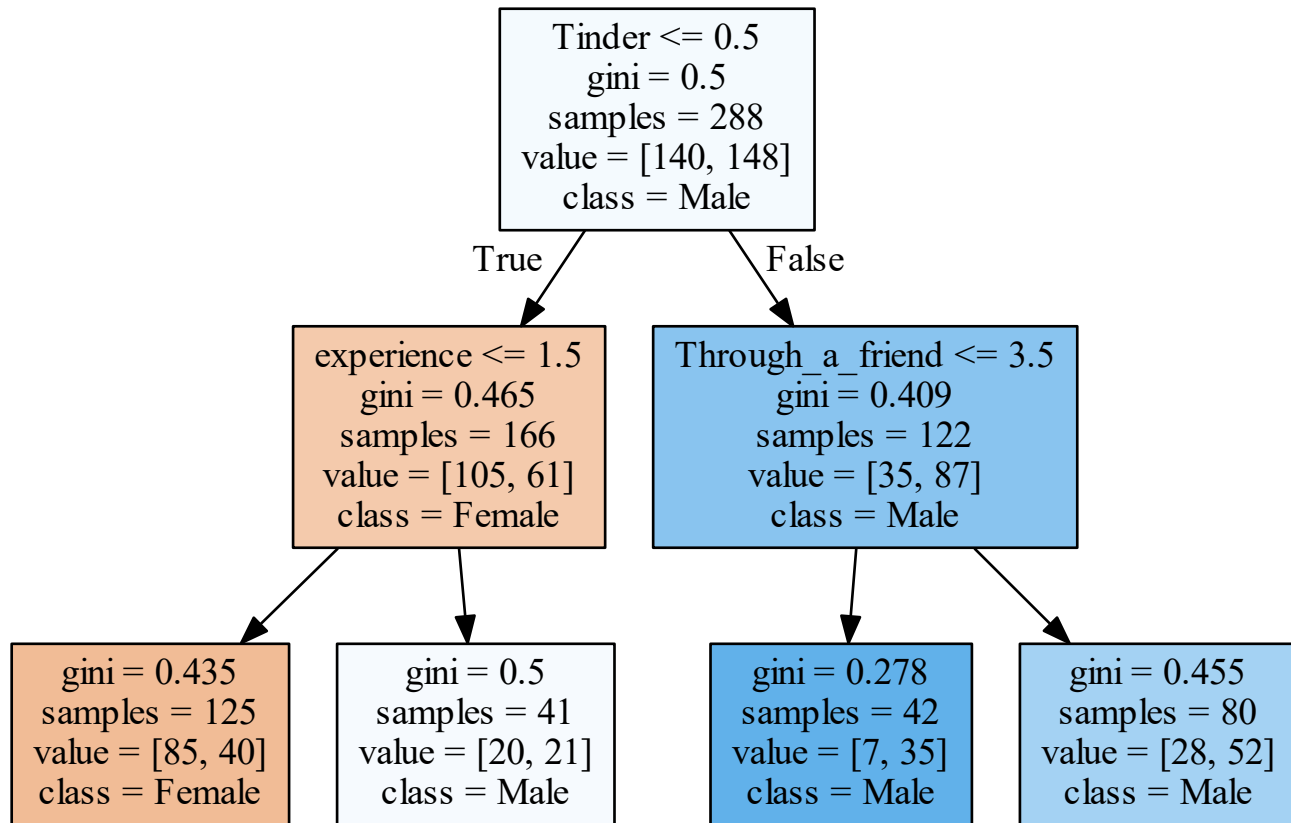 Tinder <= 0.5
gini = 0.5
samples = 288
value = [140, 148]
class = Male
True
False
experience <= 1.5
gini = 0.465
samples = 166
value = [105, 61]
class = Female
Through_a_friend <= 3.5
gini = 0.409
samples = 122
value = [35, 87]
class = Male
gini = 0.435
samples = 125
value = [85, 40]
class = Female
gini = 0.5
samples = 41
value = [20, 21]
class = Male
gini = 0.278
samples = 42
value = [7, 35]
class = Male
gini = 0.455
samples = 80
value = [28, 52]
class = Male